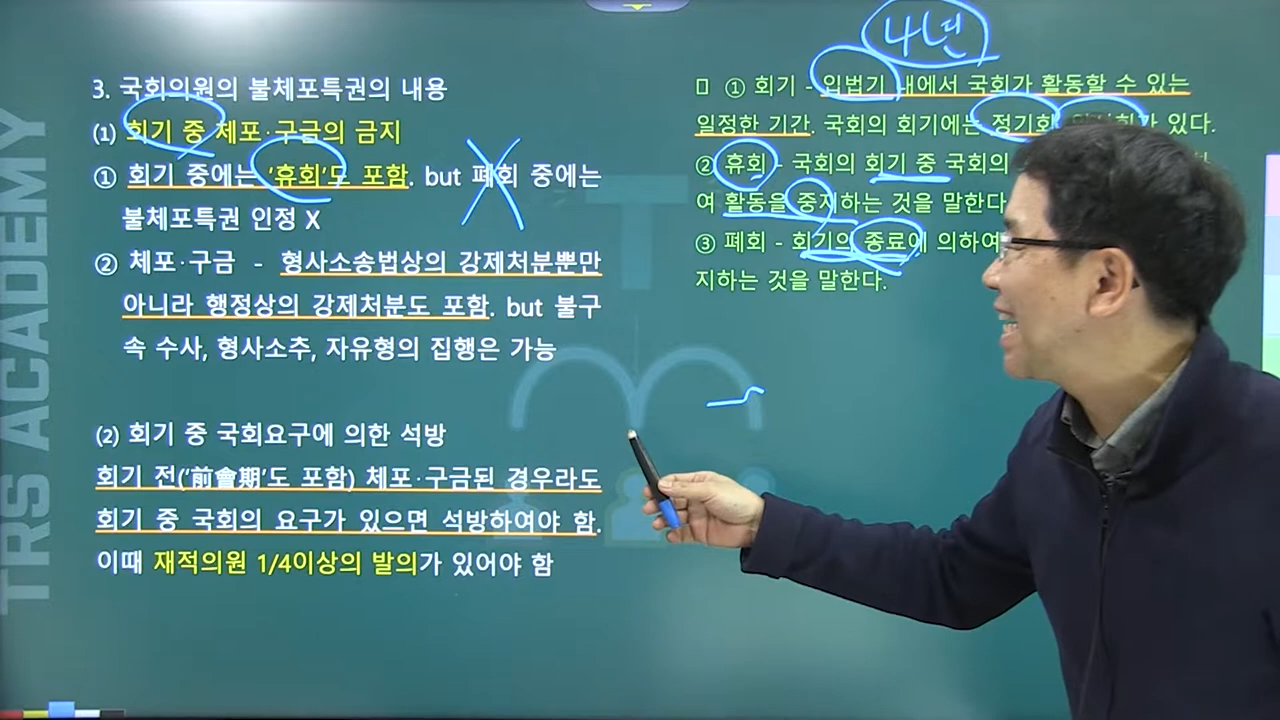 3. 국회의원의 불체포특권의 내용
(1) 회기 중 체포·구금의 금지
① 회기 중에는 '휴회'도 포함. but 폐회 중에는
불체포특권 인정 X
② 체포·구금 - 형사소송법상의 강제처분뿐만
아니라 행정상의 강제처분도 포함. but 불구
속 수사, 형사소추, 자유형의 집행은 가능
(2) 회기 중 국회요구에 의한 석방
회기 전('前會期'도 포함) 체포·구금된 경우라도
회기 중 국회의 요구가 있으면 석방하여야 함.
이때 재적의원 1/4이상의 발의가 있어야 함
4년
① 회기 - 입법기 내에서 국회가 활동할 수 있는
일정한 기간. 국회의 회기에는 정기회 가 있다.
② 휴회 - 국회의 회기 중 국회의
여 활동을 중지하는 것을 말한다
③ 폐회 - 회기의 종료에 의하여
지하는 것을 말한다.
TRS ACADEMY